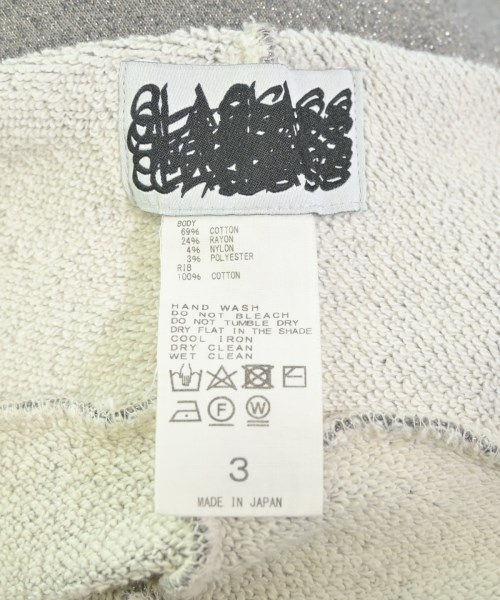 BODY
69% COTTON
24% RAYON
4% NYLON
3% POLYESTER
RIB
100% COTTON
HAND WASH
DO NOT BLEACH
DO NOT TUMBLE DRY
DRY FLAT IN THE SHADE
COOL IRON
DRY CLEAN
WET CLEAN
F W
3
MADE IN JAPAN